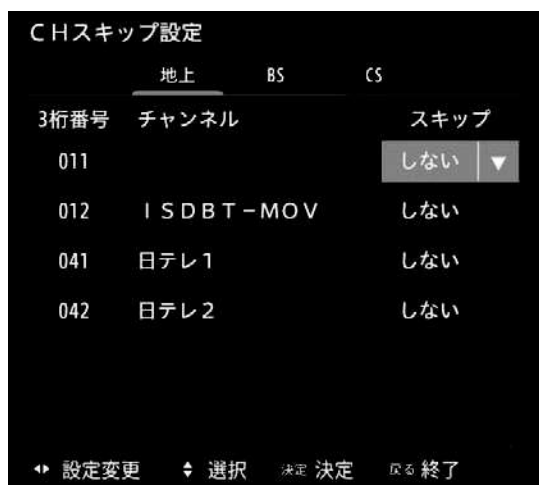 ＣＨスキップ設定
地上 BS CS
3桁番号 チャンネル スキップ
011 しない ▼
012 ＩＳＤＢＴ－ＭＯＶ しない
041 日テレ１ しない
042 日テレ２ しない
設定変更 選択 決定 決定 戻る 終了